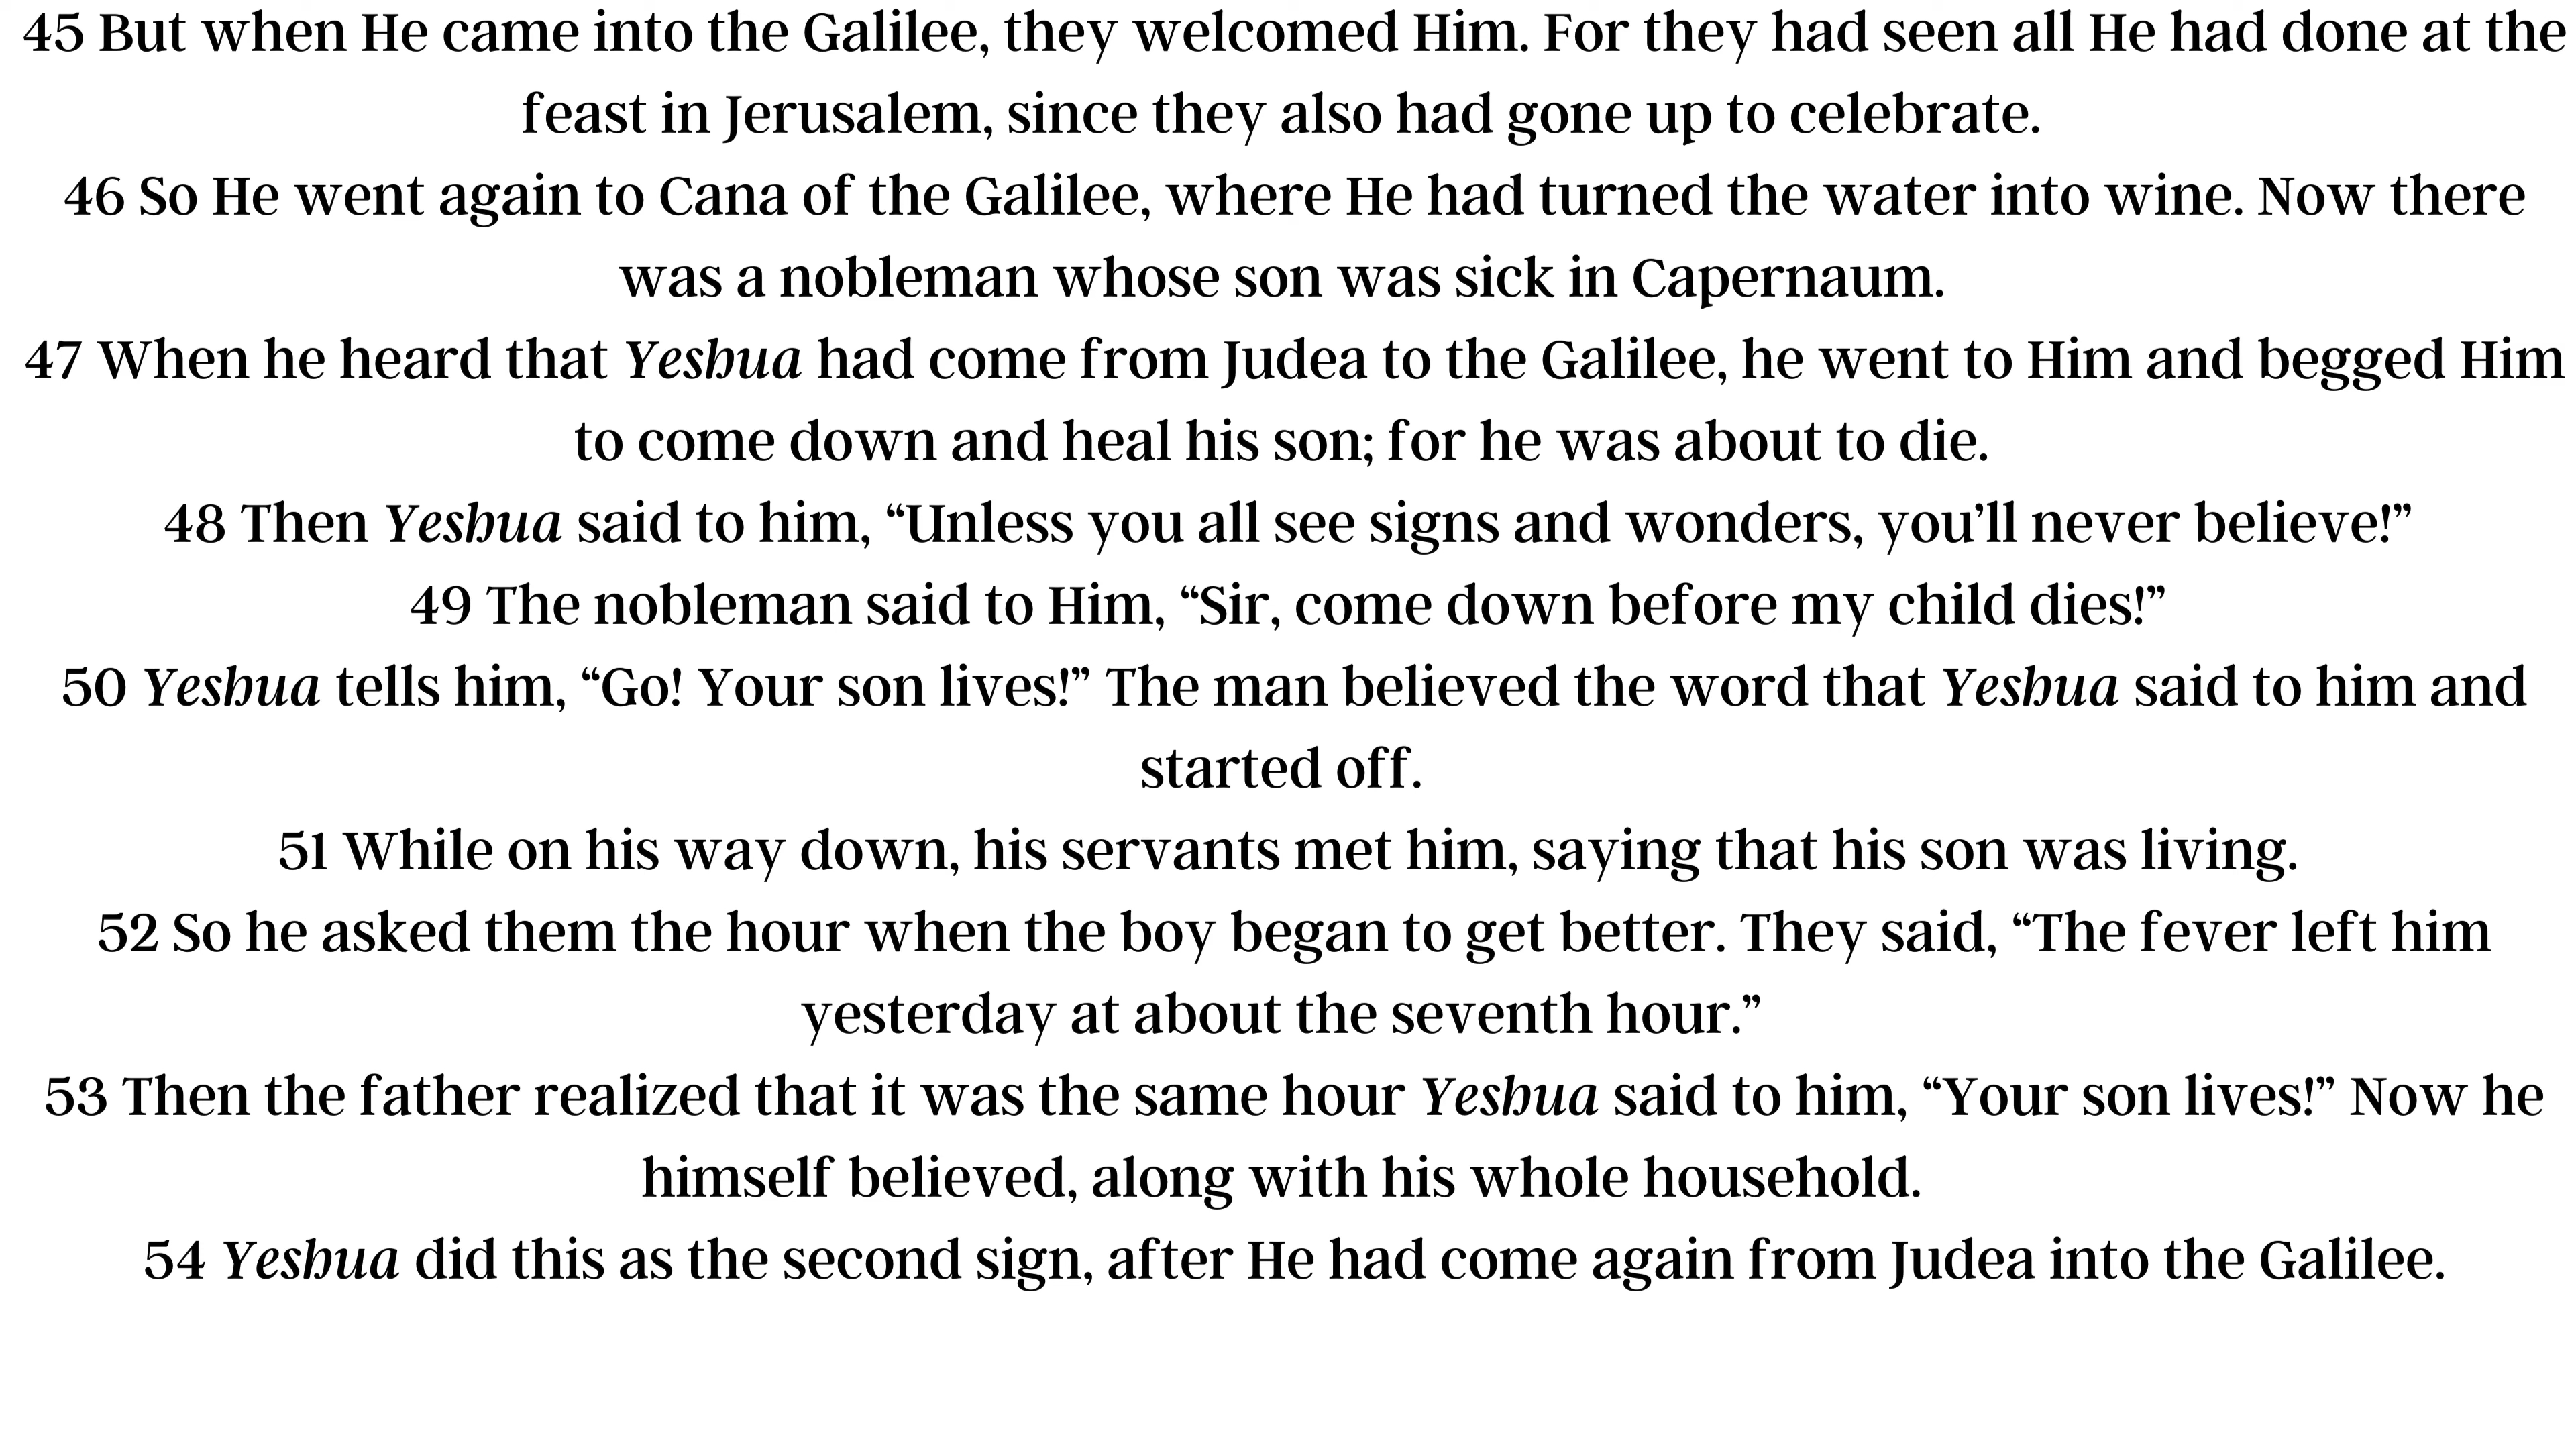 45 But when He came into the Galilee, they welcomed Him. For they had seen all He had done at the
feast in Jerusalem, since they also had gone up to celebrate.
46 So He went again to Cana of the Galilee, where He had turned the water into wine. Now there
was a nobleman whose son was sick in Capernaum.
47 When he heard that Yeshua had come from Judea to the Galilee, he went to Him and begged Him
to come down and heal his son; for he was about to die.
48 Then Yeshua said to him, “Unless you all see signs and wonders, you’ll never believe!”
49 The nobleman said to Him, “Sir, come down before my child dies!”
50 Yeshua tells him, “Go! Your son lives!” The man believed the word that Yeshua said to him and
started off.
51 While on his way down, his servants met him, saying that his son was living.
52 So he asked them the hour when the boy began to get better. They said, “The fever left him
yesterday at about the seventh hour.”
53 Then the father realized that it was the same hour Yeshua said to him, “Your son lives!” Now he
himself believed, along with his whole household.
54 Yeshua did this as the second sign, after He had come again from Judea into the Galilee.